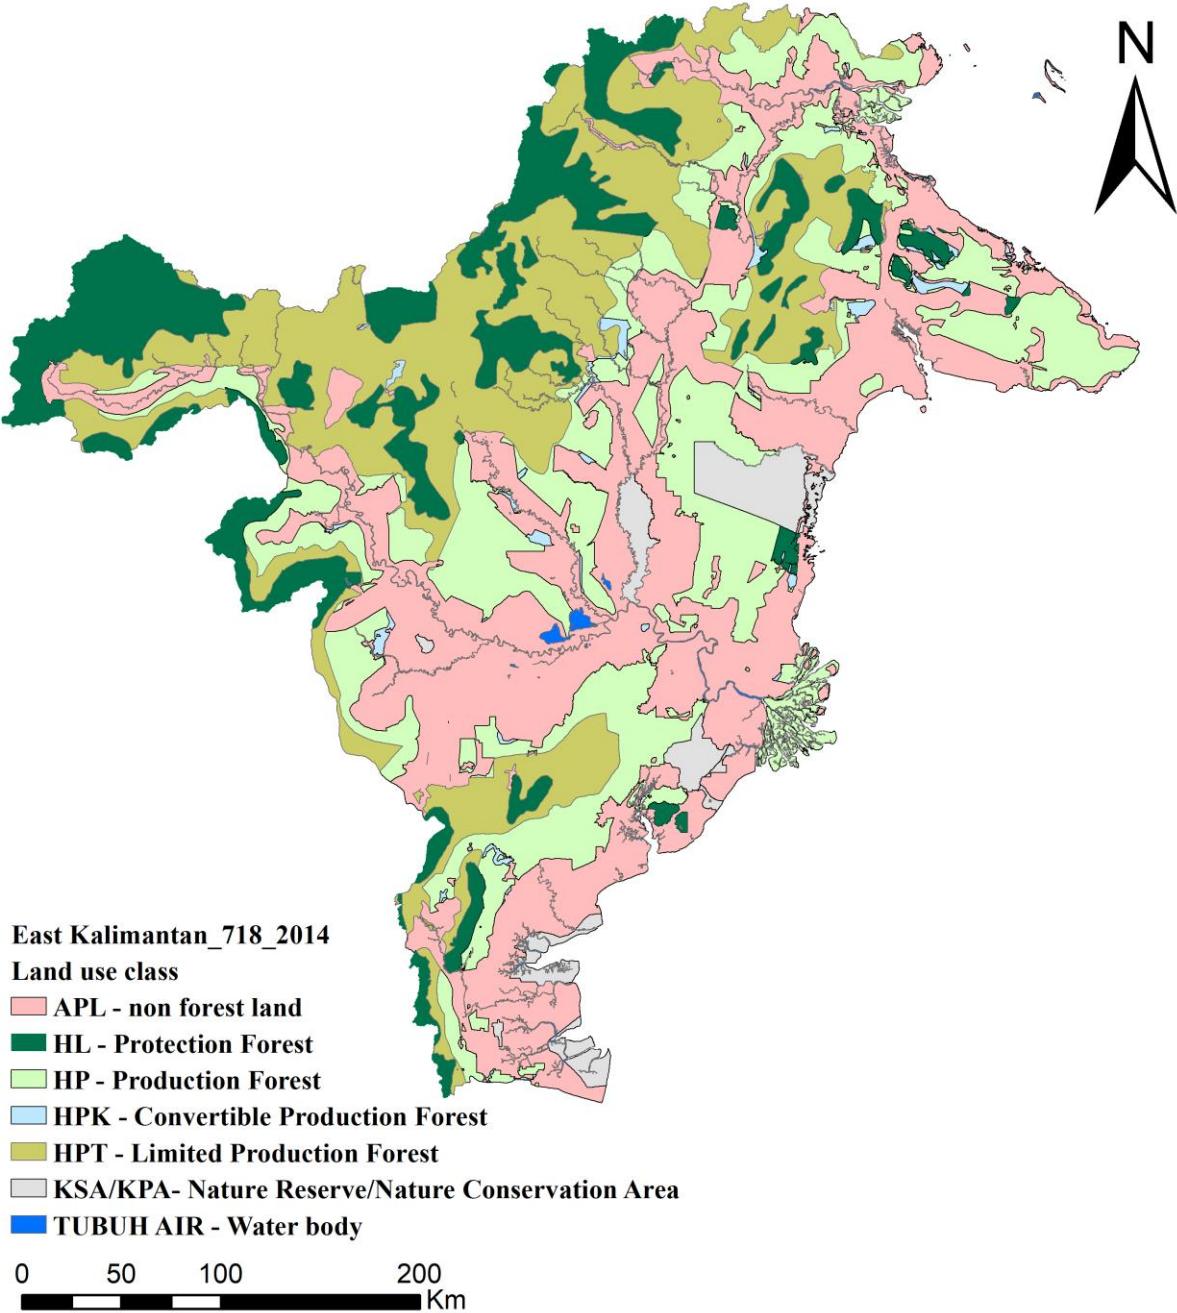 N
East Kalimantan_718_2014
Land use class
APL - non forest land
HL - Protection Forest
HP - Production Forest
HPK - Convertible Production Forest
HPT - Limited Production Forest
KSA/KPA- Nature Reserve/Nature Conservation Area
TUBUH AIR - Water body
0 50 100 200
Km